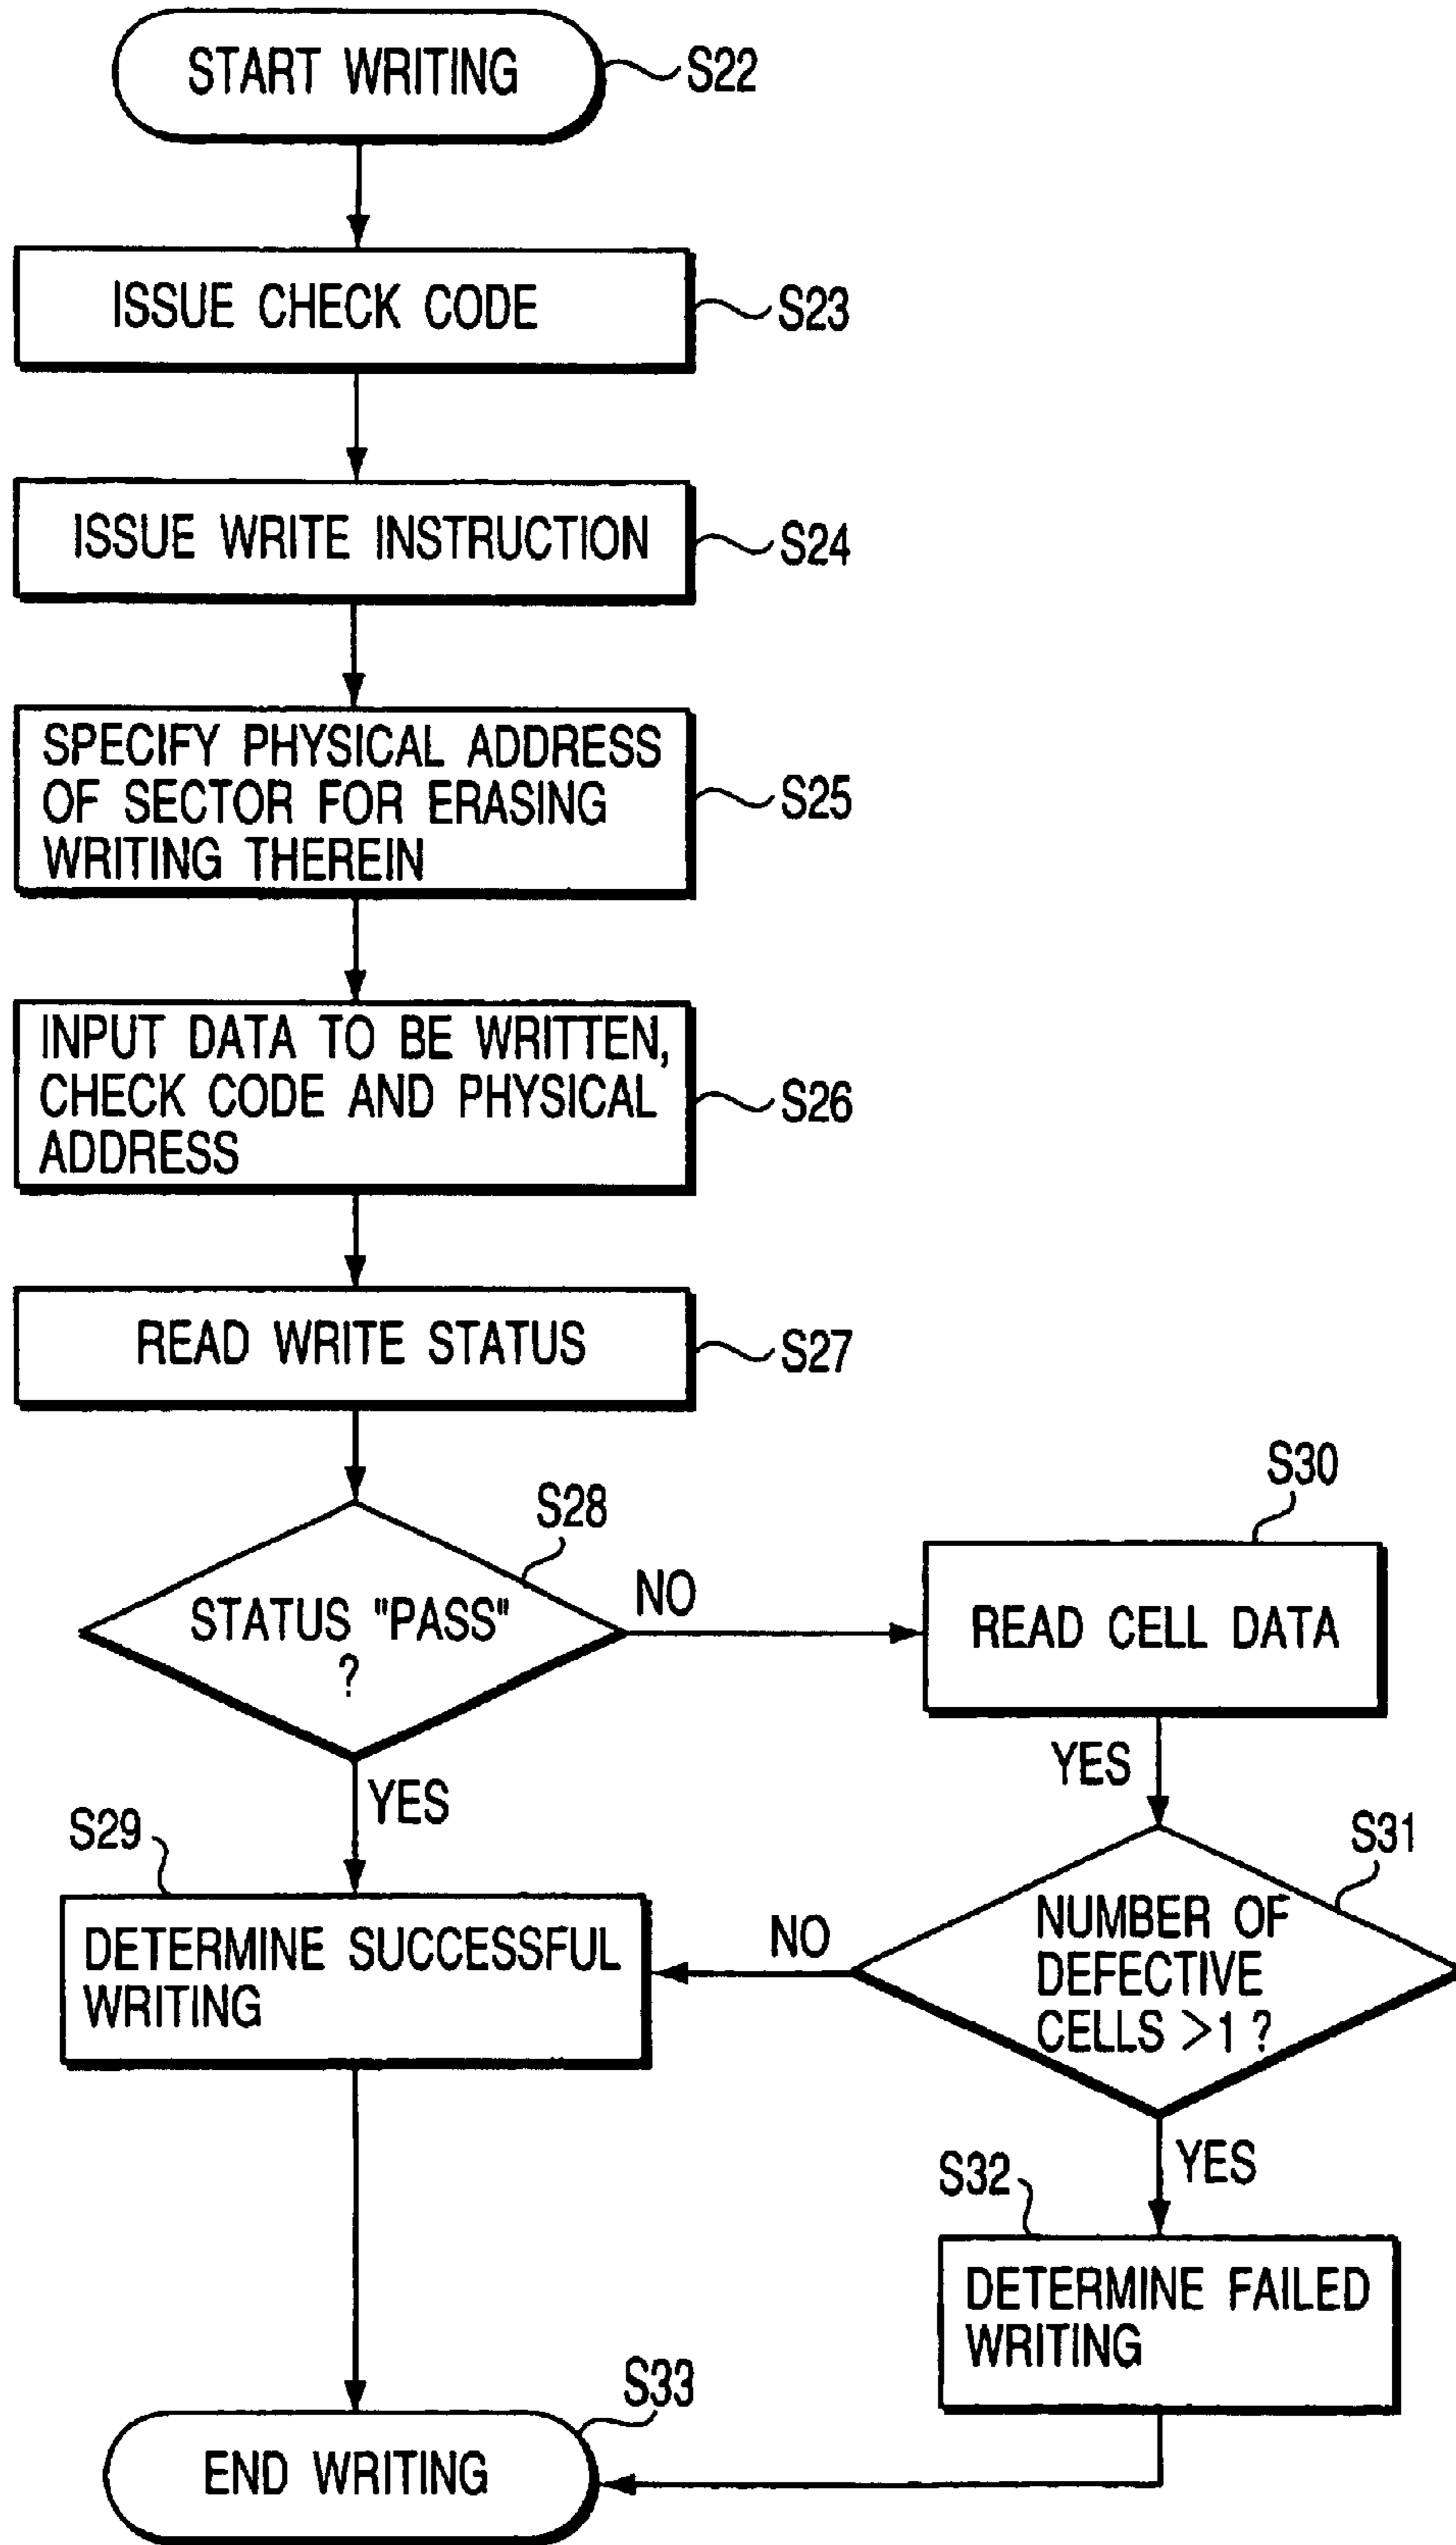 START WRITING
S22
ISSUE CHECK CODE
S23
ISSUE WRITE INSTRUCTION
S24
SPECIFY PHYSICAL ADDRESS
OF SECTOR FOR ERASING
WRITING THEREIN
S25
INPUT DATA TO BE WRITTEN,
CHECK CODE AND PHYSICAL
ADDRESS
S26
READ WRITE STATUS
S27
S28
STATUS "PASS"
?
NO
YES
S30
READ CELL DATA
YES
S31
NUMBER OF
DEFECTIVE
CELLS >1 ?
NO
YES
S29
DETERMINE SUCCESSFUL
WRITING
S32
DETERMINE FAILED
WRITING
S33
END WRITING